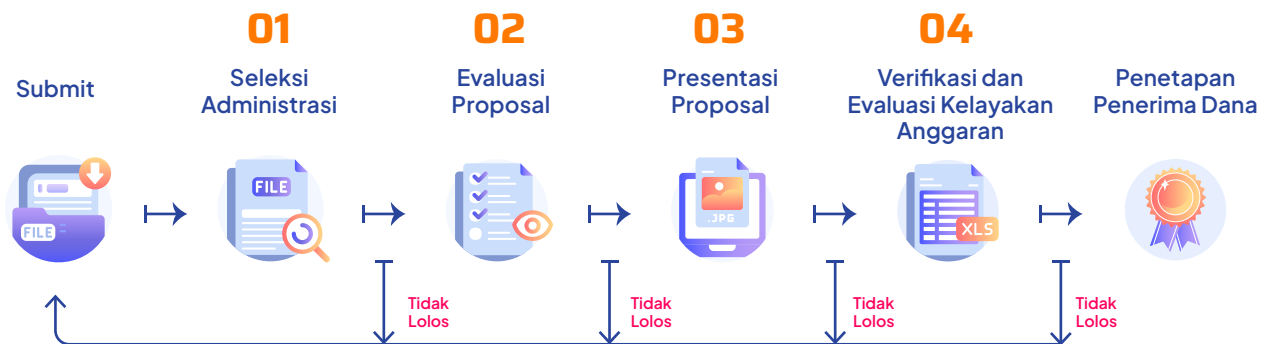 01
02
03
04
Submit
Seleksi
Administrasi
Evaluasi
Proposal
Presentasi
Proposal
Verifikasi dan
Evaluasi Kelayakan
Anggaran
Penetapan
Penerima Dana
FILE
FILE
.JPG
XLS
Tidak
Lolos
Tidak
Lolos
Tidak
Lolos
Tidak
Lolos